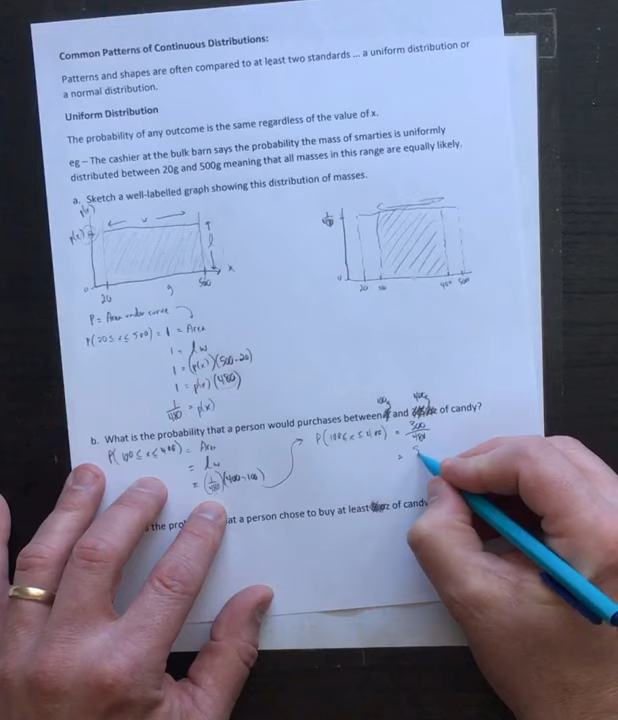 Common Patterns of Continuous Distributions:
Patterns and shapes are often compared to at least two standards ... a uniform distribution or
a normal distribution.
Uniform Distribution
The probability of any outcome is the same regardless of the value of x.
eg – The cashier at the bulk barn says the probability the mass of smarties is uniformly
distributed between 20g and 500g meaning that all masses in this range are equally likely.
a. Sketch a well-labelled graph showing this distribution of masses.
p(x)
w
p(x)
l
x
0
20
g
500
1/480
0
20
500
P = Area under curve
P(20≤x≤500) = 1 = Area
1 = lw
1 = (p(x))(500-20)
1 = p(x)(480)
1/480 = p(x)
b. What is the probability that a person would purchases between 100g and 400g of candy?
P(100≤x≤400) = Area
= lw
= (1/480)(400-100)
P(100≤x≤400) = 300/480
=
the at a person chose to buy at least of